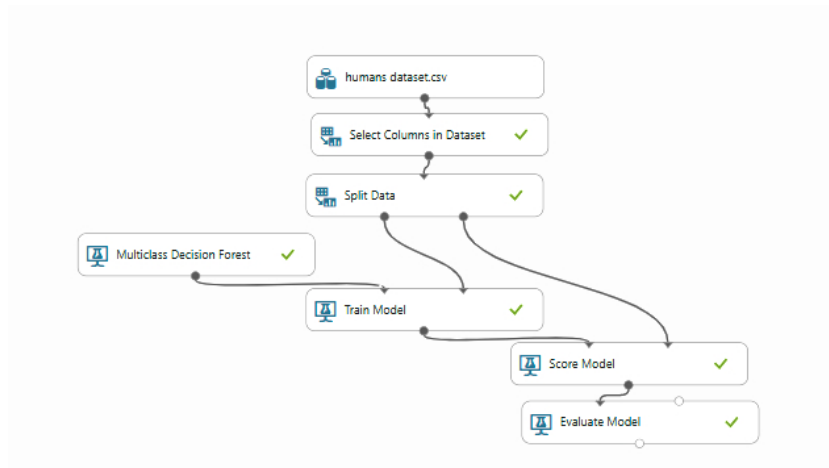 humans dataset.csv
Select Columns in Dataset
Split Data
Multiclass Decision Forest
Train Model
Score Model
Evaluate Model